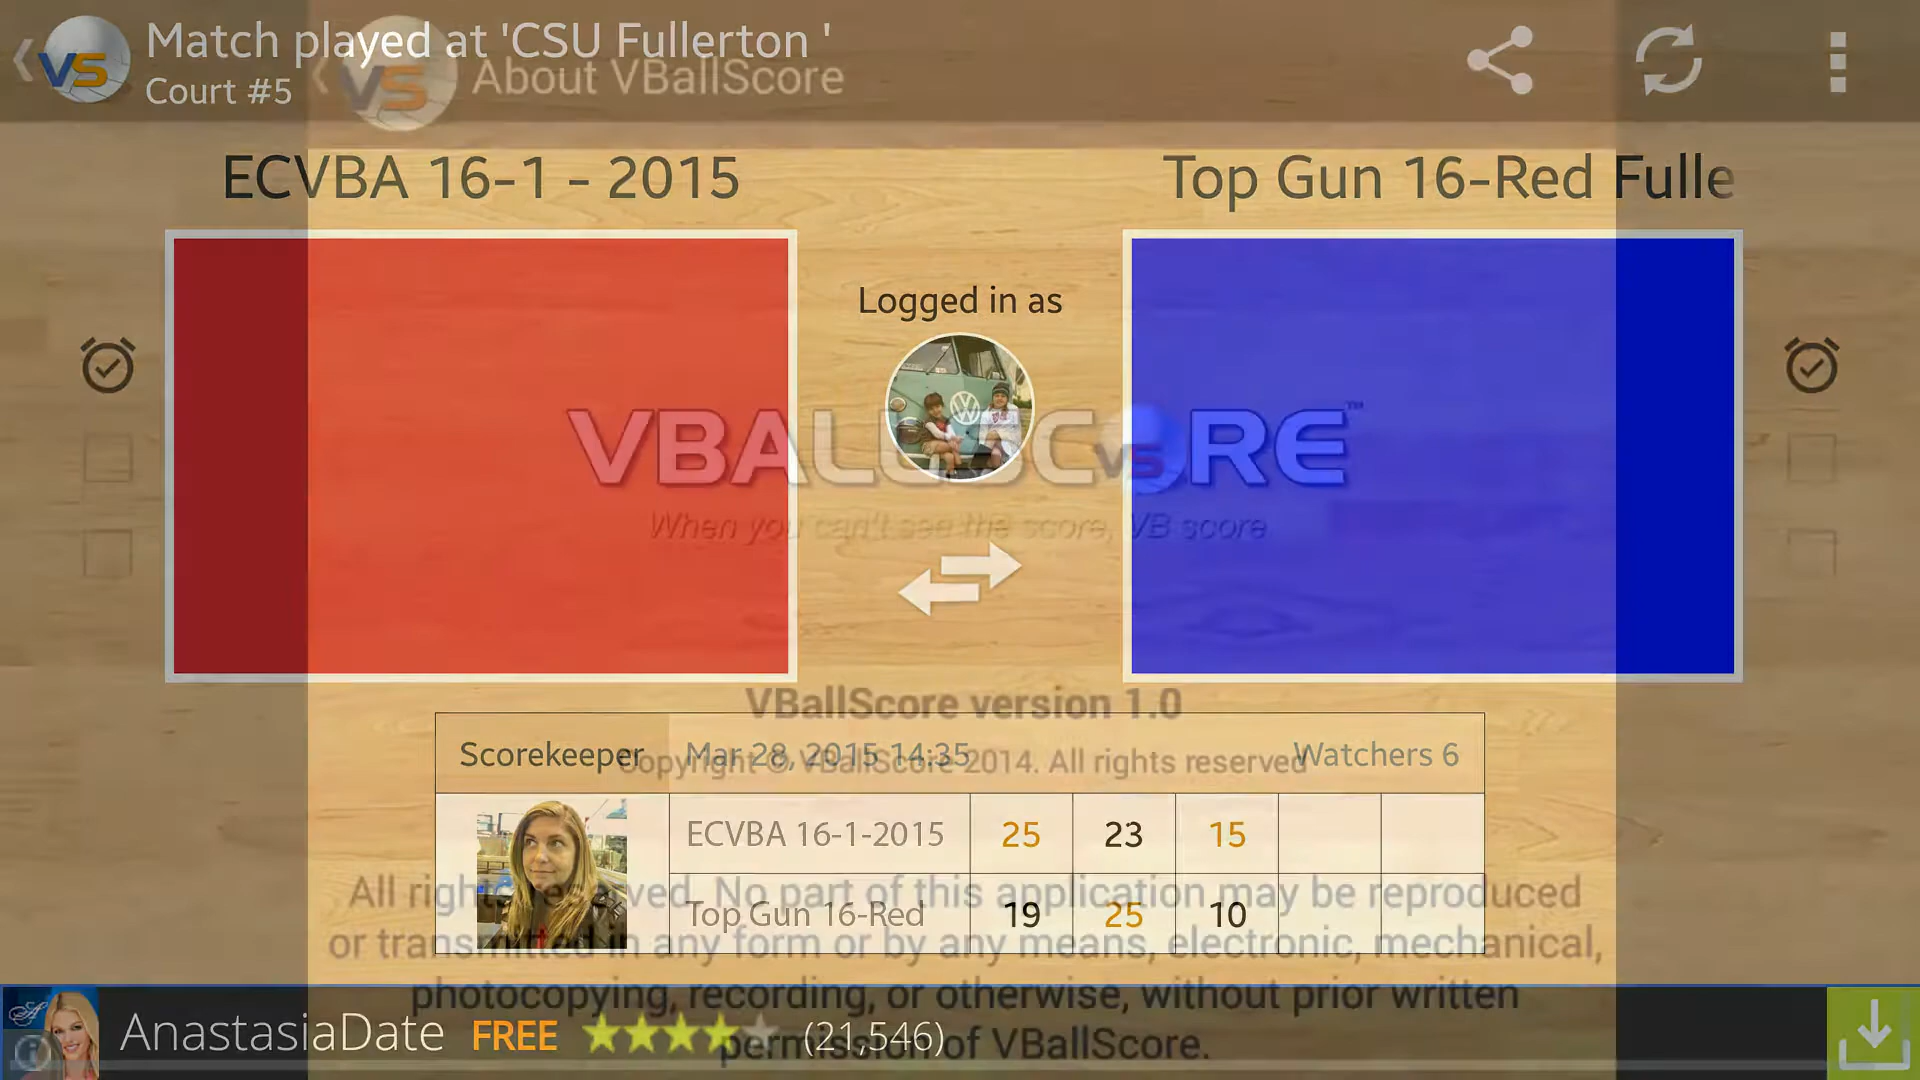 Match played at 'CSU Fullerton '
Court #5
VS
VS
About VBallScore
ECVBA 16-1 - 2015
Top Gun 16-Red Fulle
Logged in as
VBALLSCORE™
VS
When you can't see the score, VB score
VBallScore version 1.0
Scorekeeper
Mar 28, 2015 14:35
Watchers 6
Copyright © VBallScore 2014. All rights reserved
ECVBA 16-1-2015 25 23 15
Top Gun 16-Red 19 25 10
All rights reserved. No part of this application may be reproduced
or transmitted in any form or by any means, electronic, mechanical,
photocopying, recording, or otherwise, without prior written
permission of VBallScore.
AnastasiaDate FREE (21,546)